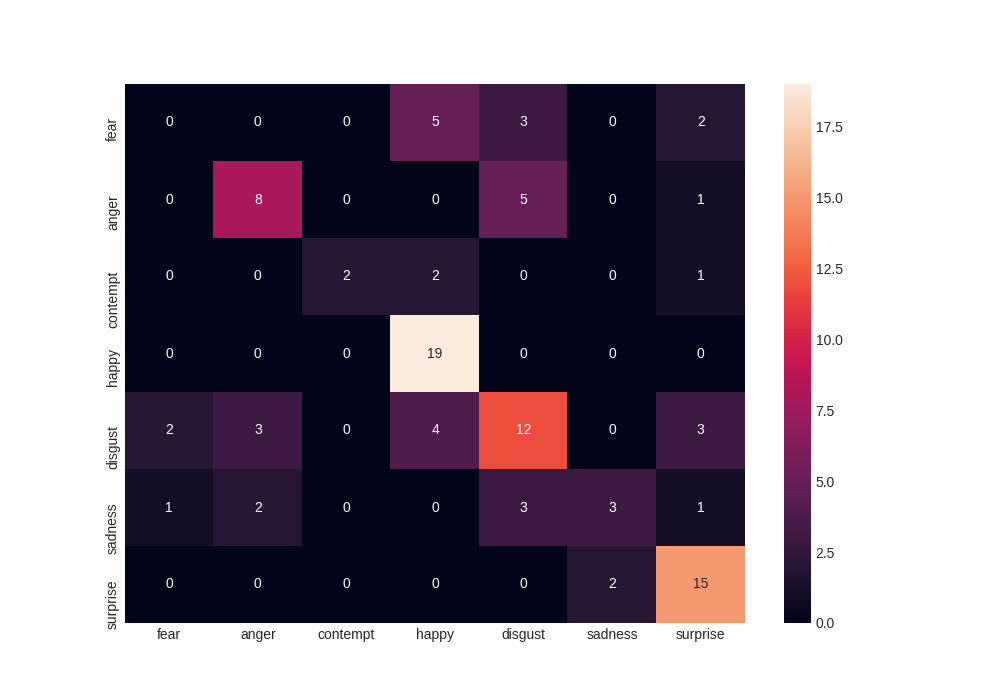 fear 0 0 0 5 3 0 2
anger 0 8 0 0 5 0 1
contempt 0 0 2 2 0 0 1
happy 0 0 0 19 0 0 0
disgust 2 3 0 4 12 0 3
sadness 1 2 0 0 3 3 1
surprise 0 0 0 0 0 2 15
fear anger contempt happy disgust sadness surprise
17.5
15.0
12.5
10.0
7.5
5.0
2.5
0.0